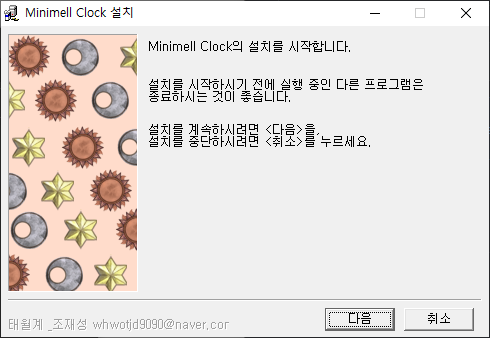 Minimell Clock 설치
Minimell Clock의 설치를 시작합니다.
설치를 시작하시기 전에 실행 중인 다른 프로그램은
종료하시는 것이 좋습니다.
설치를 계속하시려면 <다음>을,
설치를 중단하시려면 <취소>를 누르세요.
태월계 _조재성 whwotjd9090@naver.cor
다음
취소